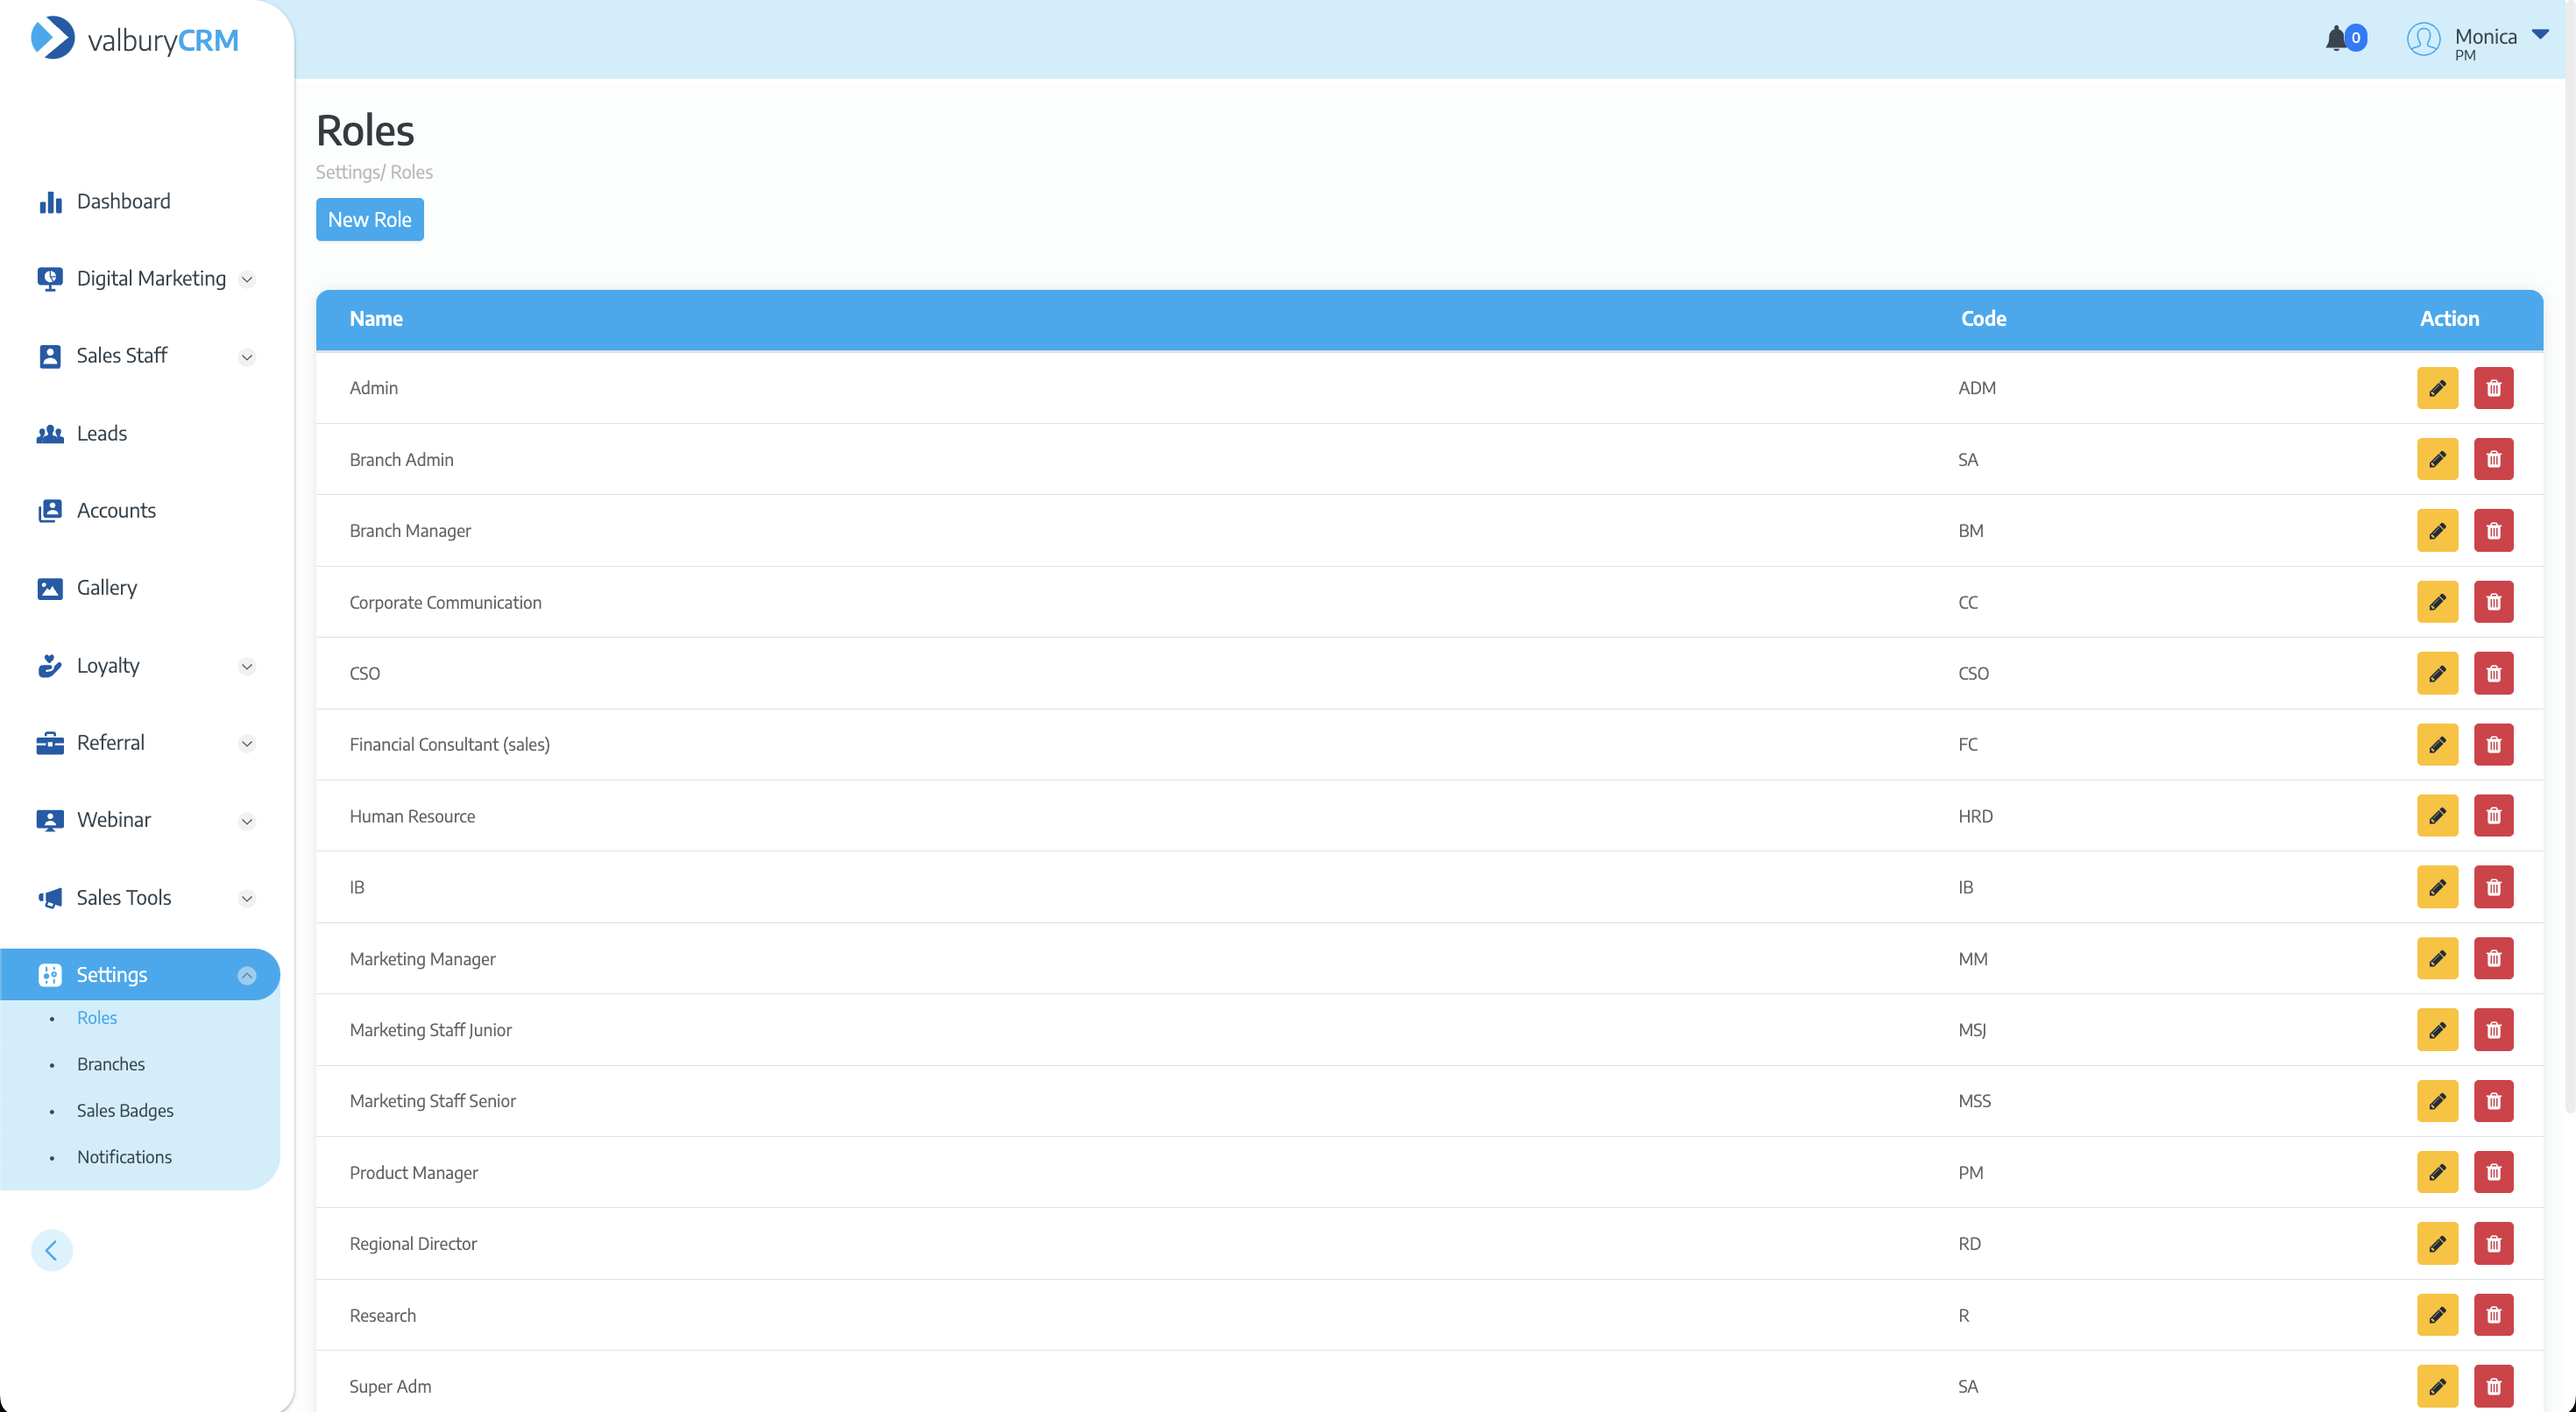 valburyCRM
0
Monica
PM
Dashboard
Digital Marketing
Sales Staff
Leads
Accounts
Gallery
Loyalty
Referral
Webinar
Sales Tools
Settings
Roles
Branches
Sales Badges
Notifications
Roles
Settings/ Roles
New Role
Name Code Action
Admin ADM
Branch Admin SA
Branch Manager BM
Corporate Communication CC
CSO CSO
Financial Consultant (sales) FC
Human Resource HRD
IB IB
Marketing Manager MM
Marketing Staff Junior MSJ
Marketing Staff Senior MSS
Product Manager PM
Regional Director RD
Research R
Super Adm SA